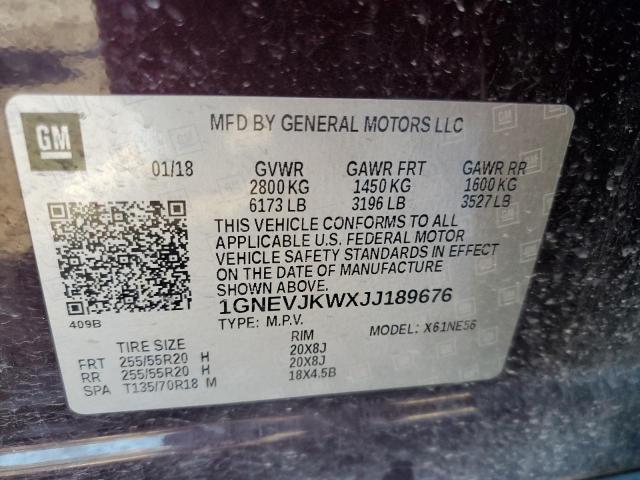 GM
MFD BY GENERAL MOTORS LLC
01/18 GVWR GAWR FRT GAWR RR
2800 KG 1450 KG 1600 KG
6173 LB 3196 LB 3527 LB
THIS VEHICLE CONFORMS TO ALL
APPLICABLE U.S. FEDERAL MOTOR
VEHICLE SAFETY STANDARDS IN EFFECT
ON THE DATE OF MANUFACTURE
SHOWN ABOVE.
1GNEVJKWXJJ189676
409B
TYPE: M.P.V. MODEL: X61NE56
TIRE SIZE RIM
FRT 255/55R20 H 20X8J
RR 255/55R20 H 20X8J
SPA T135/70R18 M 18X4.5B